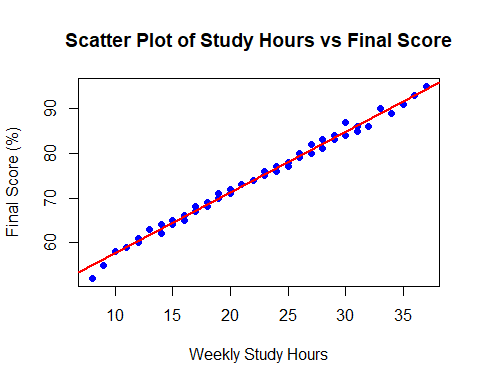 Scatter Plot of Study Hours vs Final Score
90
80
70
60
Final Score (%)
10 15 20 25 30 35
Weekly Study Hours